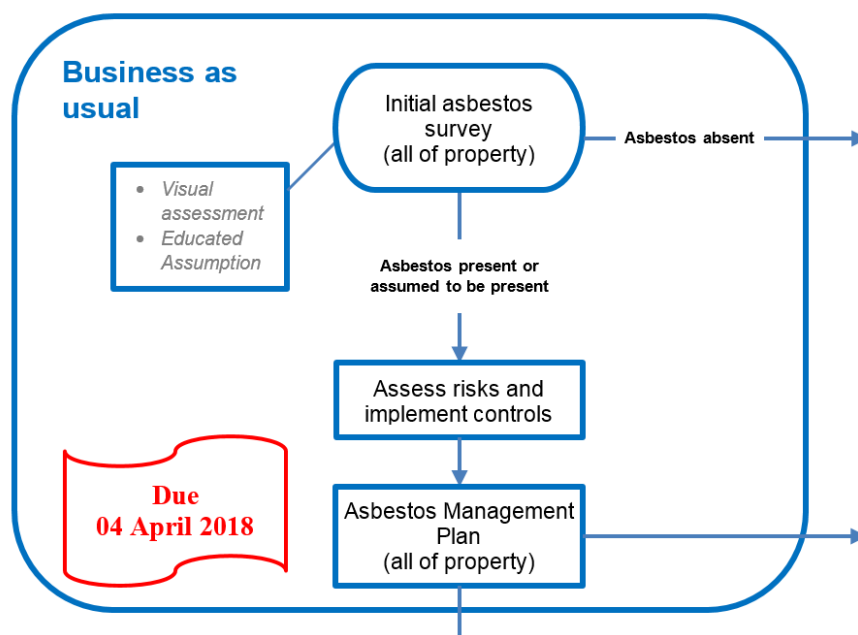 Business as
usual
Initial asbestos
survey
(all of property)
Asbestos absent
• Visual
assessment
• Educated
Assumption
Asbestos present or
assumed to be present
Assess risks and
implement controls
Due
04 April 2018
Asbestos Management
Plan
(all of property)